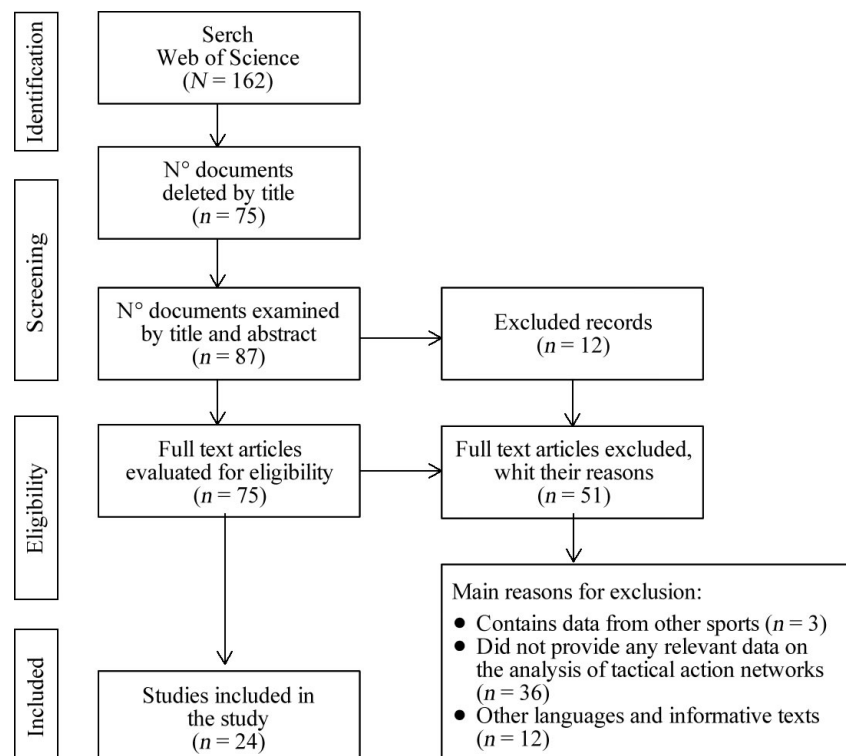 Identification
Serch
Web of Science
(N = 162)
Screening
N° documents
deleted by title
(n = 75)
N° documents examined
by title and abstract
(n = 87)
Excluded records
(n = 12)
Eligibility
Full text articles
evaluated for eligibility
(n = 75)
Full text articles excluded,
whit their reasons
(n = 51)
Main reasons for exclusion:
● Contains data from other sports (n = 3)
● Did not provide any relevant data on
the analysis of tactical action networks
(n = 36)
● Other languages and informative texts
(n = 12)
Included
Studies included in
the study
(n = 24)